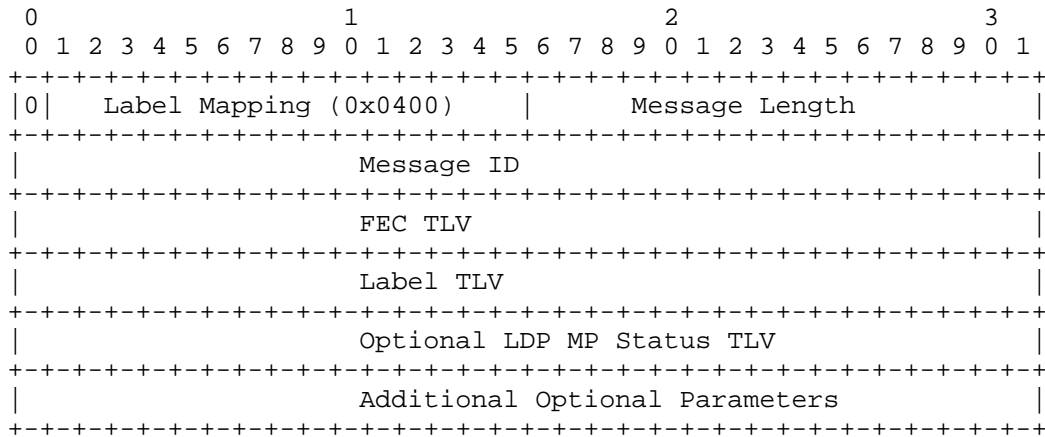 0                   1                   2                   3
 0 1 2 3 4 5 6 7 8 9 0 1 2 3 4 5 6 7 8 9 0 1 2 3 4 5 6 7 8 9 0 1
+-+-+-+-+-+-+-+-+-+-+-+-+-+-+-+-+-+-+-+-+-+-+-+-+-+-+-+-+-+-+-+-+
|0|   Label Mapping (0x0400)    |      Message Length           |
+-+-+-+-+-+-+-+-+-+-+-+-+-+-+-+-+-+-+-+-+-+-+-+-+-+-+-+-+-+-+-+-+
|                     Message ID                                |
+-+-+-+-+-+-+-+-+-+-+-+-+-+-+-+-+-+-+-+-+-+-+-+-+-+-+-+-+-+-+-+-+
|                     FEC TLV                                   |
+-+-+-+-+-+-+-+-+-+-+-+-+-+-+-+-+-+-+-+-+-+-+-+-+-+-+-+-+-+-+-+-+
|                     Label TLV                                 |
+-+-+-+-+-+-+-+-+-+-+-+-+-+-+-+-+-+-+-+-+-+-+-+-+-+-+-+-+-+-+-+-+
|                     Optional LDP MP Status TLV                |
+-+-+-+-+-+-+-+-+-+-+-+-+-+-+-+-+-+-+-+-+-+-+-+-+-+-+-+-+-+-+-+-+
|                     Additional Optional Parameters            |
+-+-+-+-+-+-+-+-+-+-+-+-+-+-+-+-+-+-+-+-+-+-+-+-+-+-+-+-+-+-+-+-+